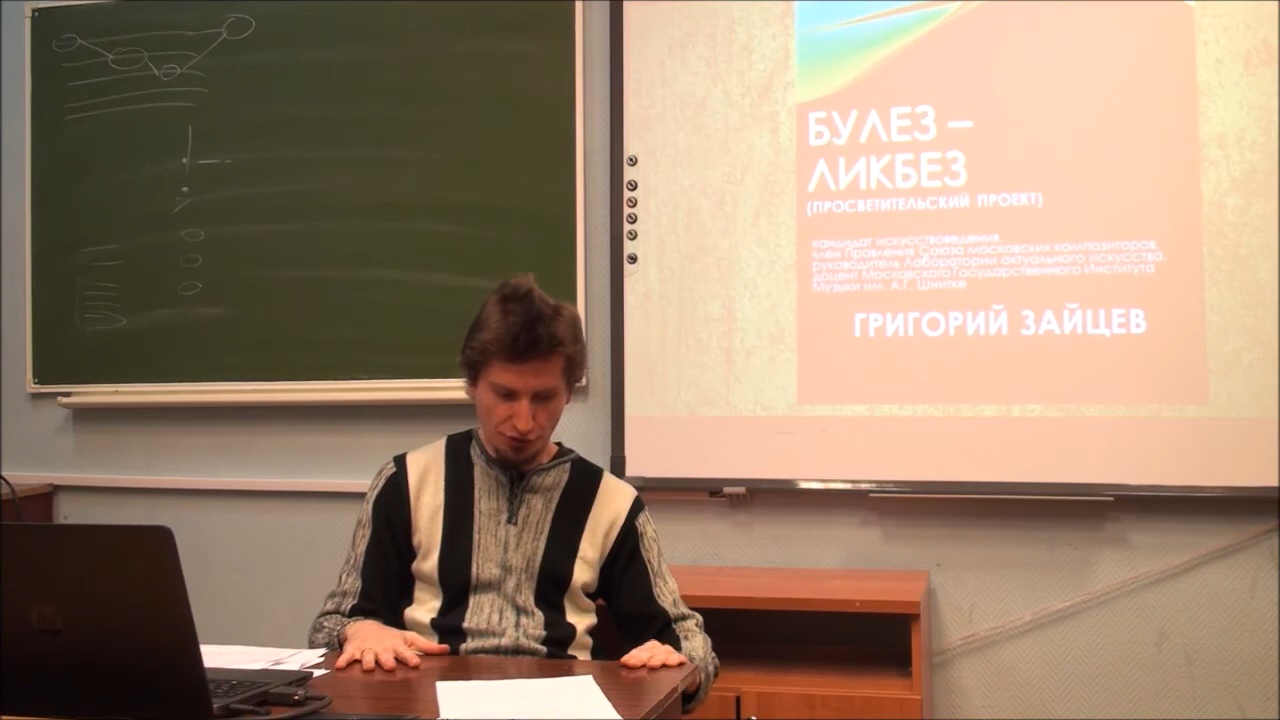 БУЛЕЗ –
ЛИКБЕЗ
(ПРОСВЕТИТЕЛЬСКИЙ ПРОЕКТ)
кандидат искусствоведения,
член Правления Союза московских композиторов,
руководитель Лаборатории актуального искусства,
доцент Московского Государственного Института
Музыки им. А.Г. Шнитке
ГРИГОРИЙ ЗАЙЦЕВ